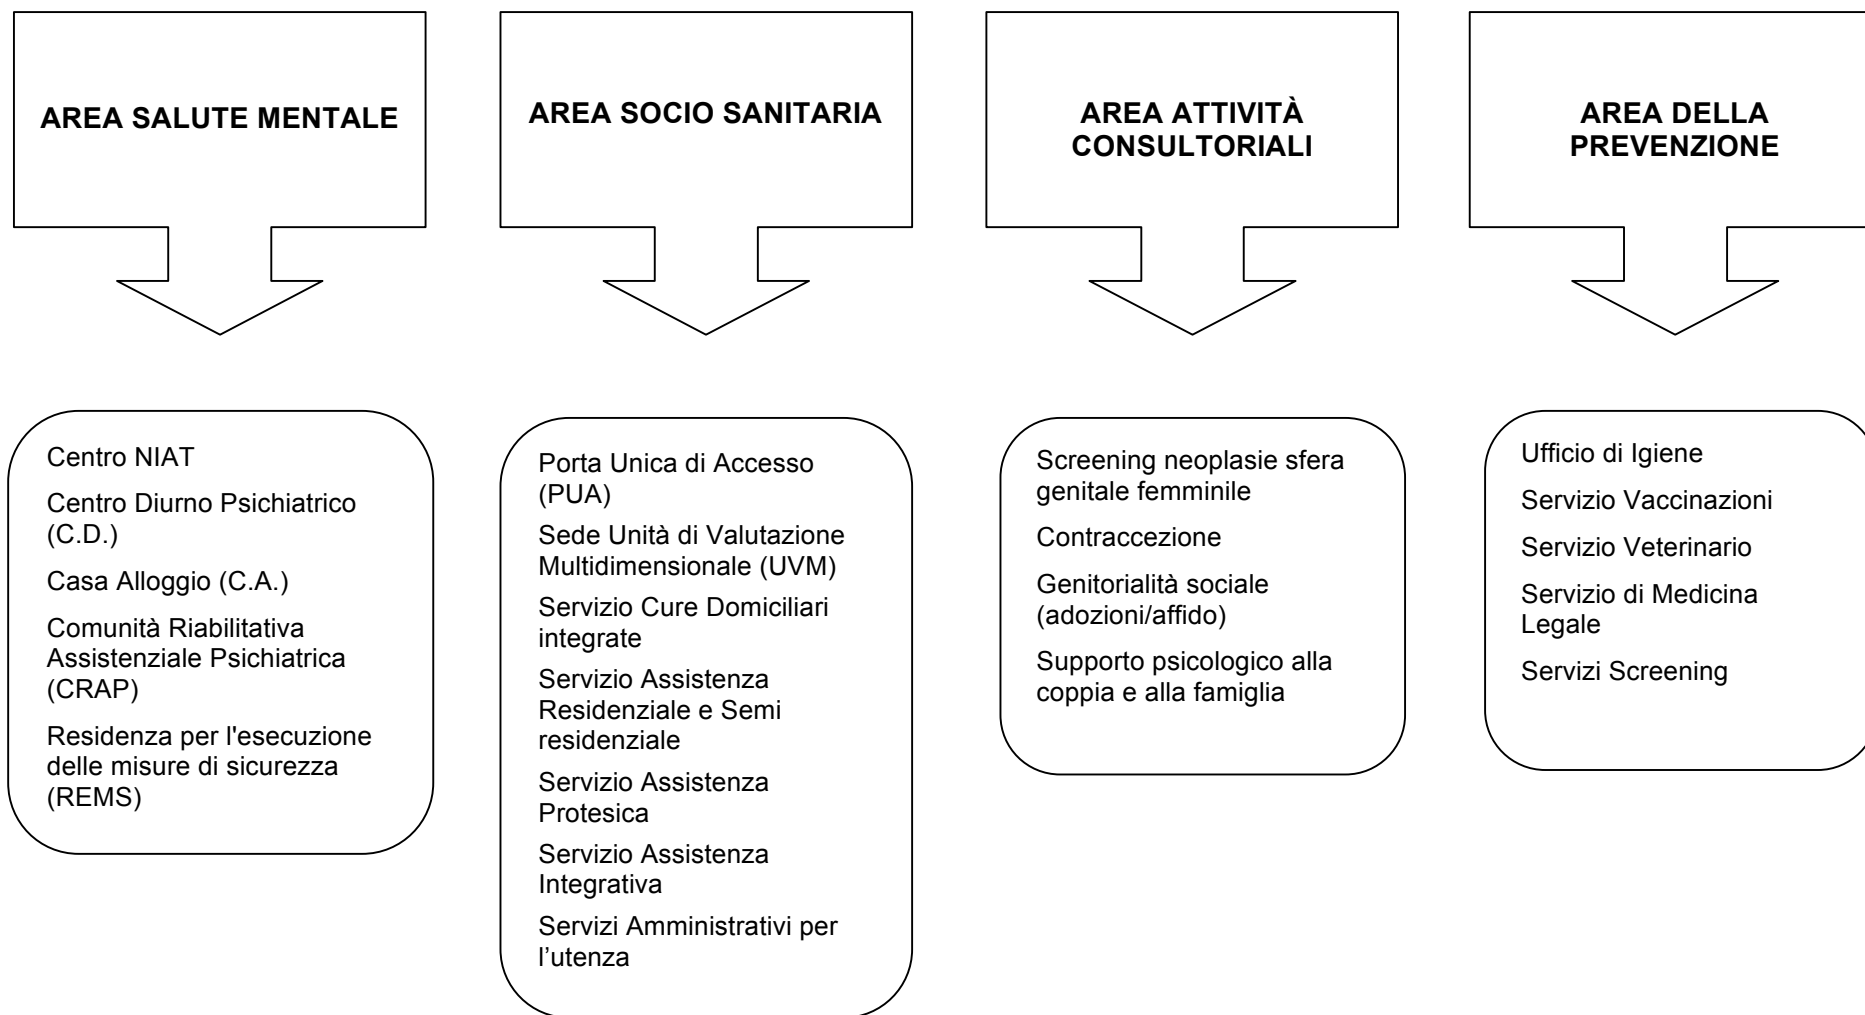 AREA SALUTE MENTALE
Centro NIAT
Centro Diurno Psichiatrico
(C.D.)
Casa Alloggio (C.A.)
Comunità Riabilitativa
Assistenziale Psichiatrica
(CRAP)
Residenza per l'esecuzione
delle misure di sicurezza
(REMS)
AREA SOCIO SANITARIA
Porta Unica di Accesso
(PUA)
Sede Unità di Valutazione
Multidimensionale (UVM)
Servizio Cure Domiciliari
integrate
Servizio Assistenza
Residenziale e Semi
residenziale
Servizio Assistenza
Protesica
Servizio Assistenza
Integrativa
Servizi Amministrativi per
l’utenza
AREA ATTIVITÀ
CONSULTORIALI
Screening neoplasie sfera
genitale femminile
Contraccezione
Genitorialità sociale
(adozioni/affido)
Supporto psicologico alla
coppia e alla famiglia
AREA DELLA
PREVENZIONE
Ufficio di Igiene
Servizio Vaccinazioni
Servizio Veterinario
Servizio di Medicina
Legale
Servizi Screening